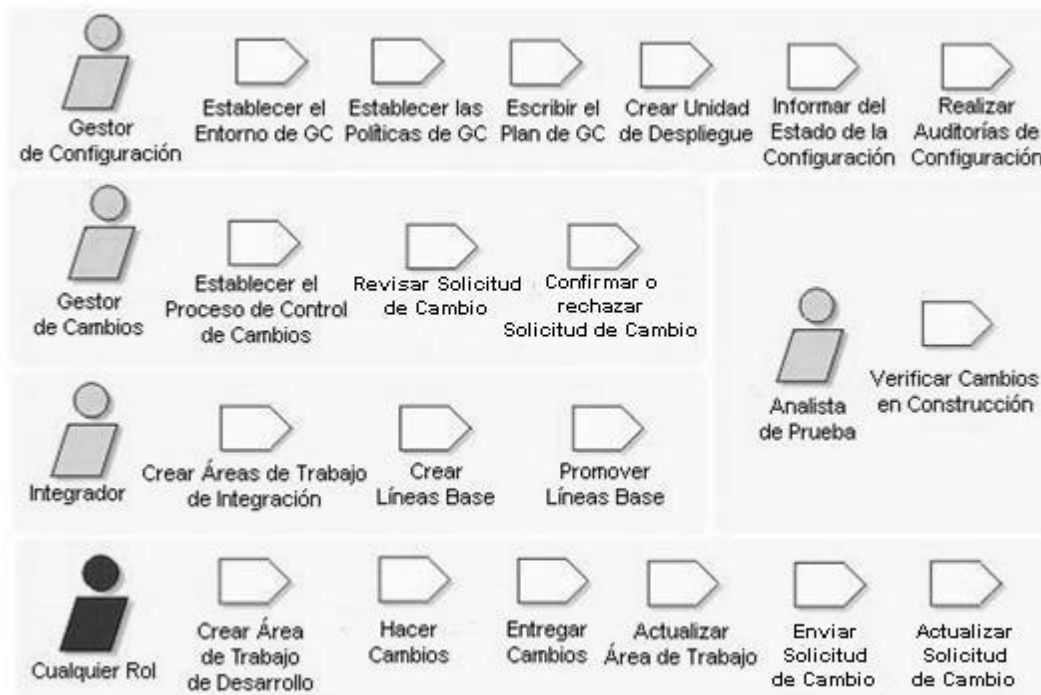 Gestor
de Configuración
Establecer el
Entorno de GC
Establecer las
Políticas de GC
Escribir el
Plan de GC
Crear Unidad
de Despliegue
Informar del
Estado de la
Configuración
Realizar
Auditorías de
Configuración
Gestor
de Cambios
Establecer el
Proceso de Control
de Cambios
Revisar Solicitud
de Cambio
Confirmar o
rechazar
Solicitud de Cambio
Analista
de Prueba
Verificar Cambios
en Construcción
Integrador
Crear Áreas de Trabajo
de Integración
Crear
Líneas Base
Promover
Líneas Base
Cualquier Rol
Crear Área
de Trabajo
de Desarrollo
Hacer
Cambios
Entregar
Cambios
Actualizar
Área de Trabajo
Enviar
Solicitud
de Cambio
Actualizar
Solicitud
de Cambio